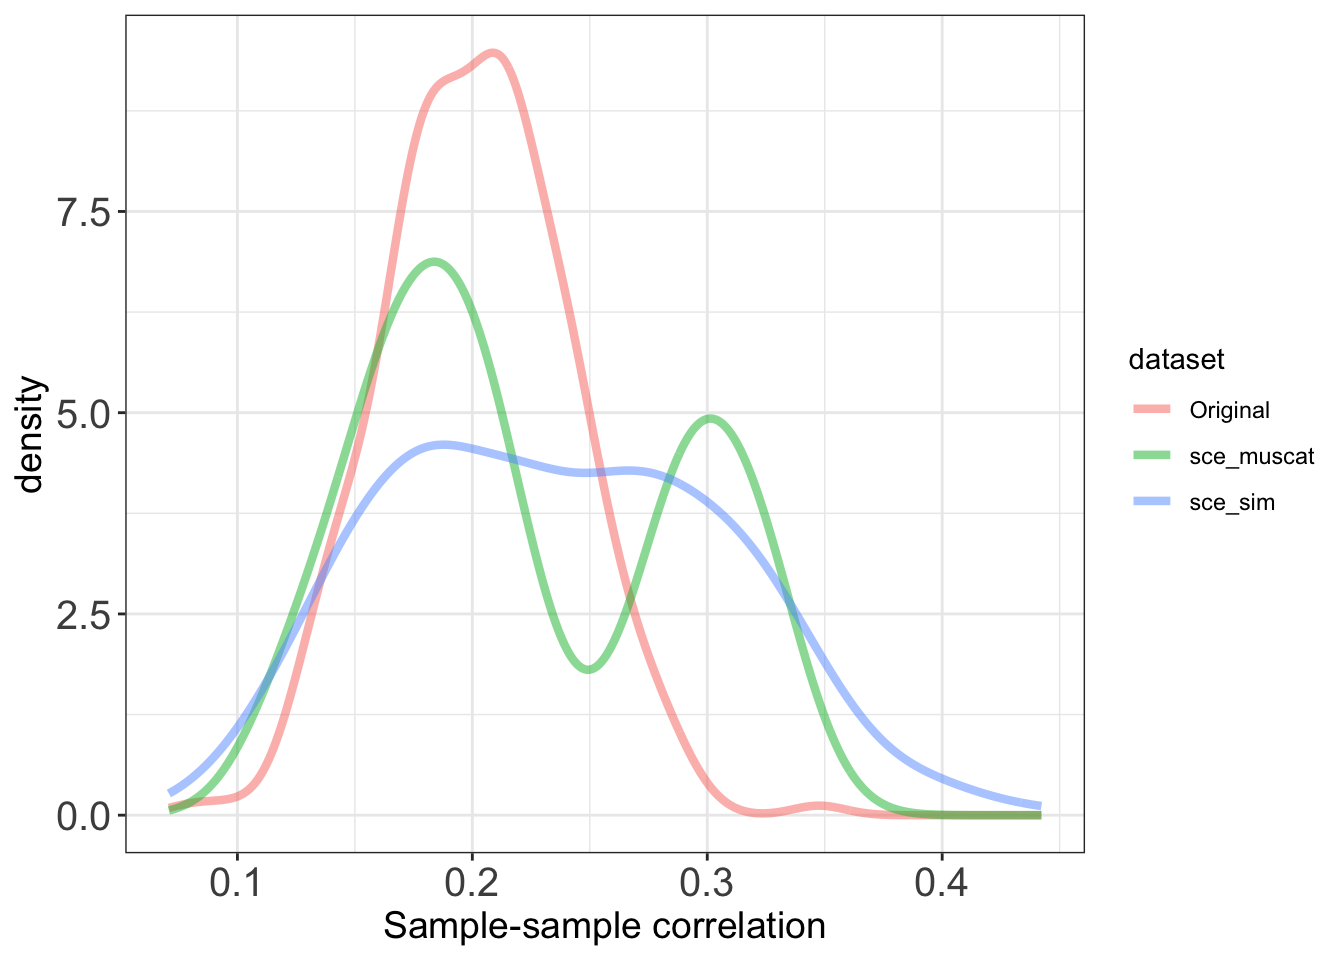 density
7.5
5.0
2.5
0.0
0.1
0.2
0.3
0.4
Sample-sample correlation
dataset
Original
sce_muscat
sce_sim